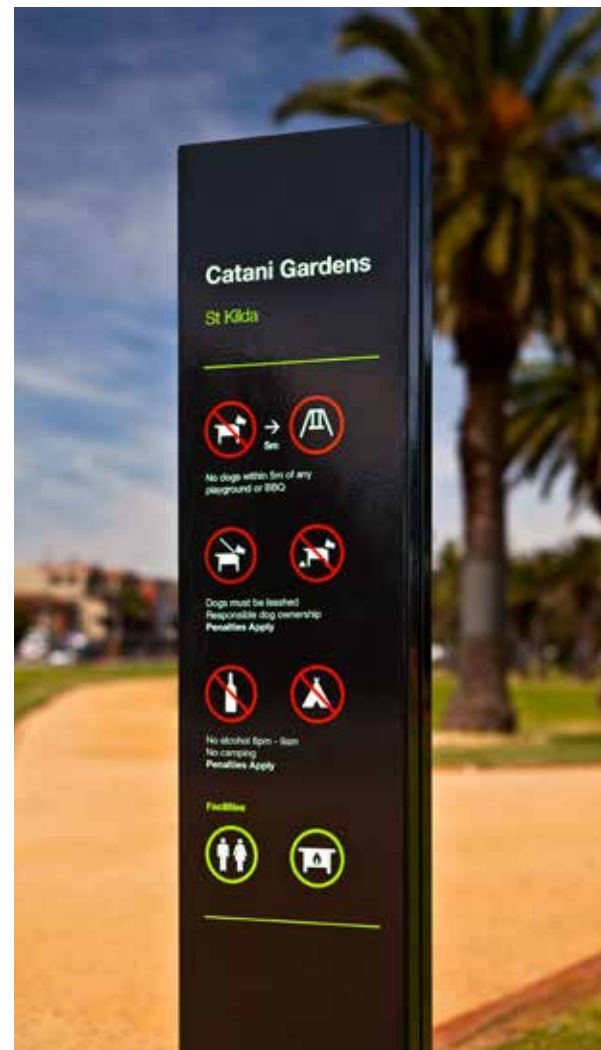 Catani Gardens
St Kilda
5m
No dogs within 5m of any
playground or BBQ
Dogs must be leashed
Responsible dog ownership
Penalties Apply
No alcohol 8pm - 9am
No camping
Penalties Apply
Facilities